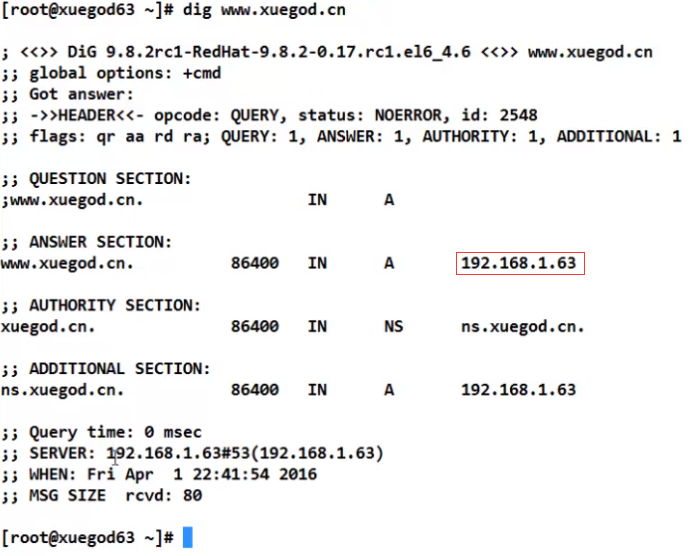 [root@xuegod63 ~]# dig www.xuegod.cn
; <<>> DiG 9.8.2rc1-RedHat-9.8.2-0.17.rc1.el6_4.6 <<>> www.xuegod.cn
;; global options: +cmd
;; Got answer:
;; ->>HEADER<<- opcode: QUERY, status: NOERROR, id: 2548
;; flags: qr aa rd ra; QUERY: 1, ANSWER: 1, AUTHORITY: 1, ADDITIONAL: 1
;; QUESTION SECTION:
;www.xuegod.cn. IN A
;; ANSWER SECTION:
www.xuegod.cn. 86400 IN A 192.168.1.63
;; AUTHORITY SECTION:
xuegod.cn. 86400 IN NS ns.xuegod.cn.
;; ADDITIONAL SECTION:
ns.xuegod.cn. 86400 IN A 192.168.1.63
;; Query time: 0 msec
;; SERVER: 192.168.1.63#53(192.168.1.63)
;; WHEN: Fri Apr 1 22:41:54 2016
;; MSG SIZE rcvd: 80
[root@xuegod63 ~]#